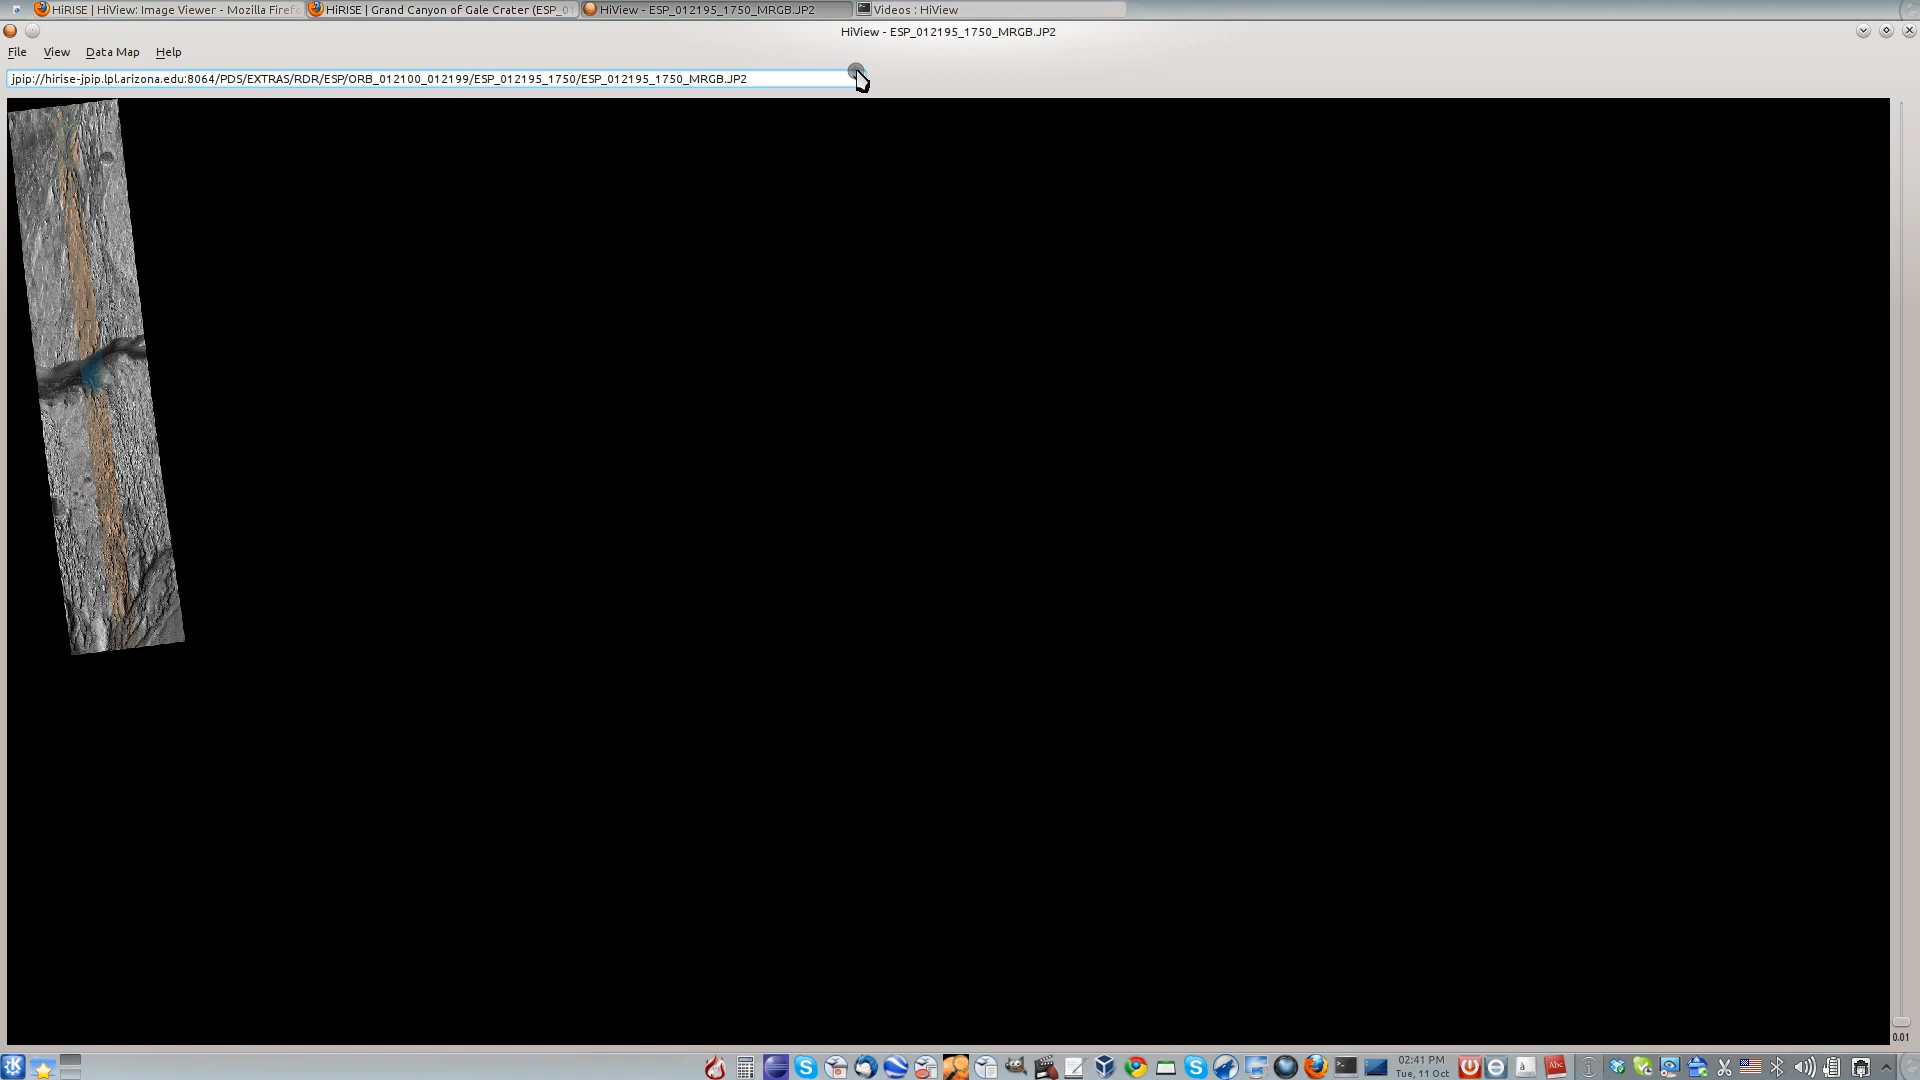 HiRISE | HiView: Image Viewer - Mozilla Firef
HiRISE | Grand Canyon of Gale Crater (ESP_01
HiView - ESP_012195_1750_MRGB.JP2
Videos : HiView
HiView - ESP_012195_1750_MRGB.JP2
File View Data Map Help
jpip://hirise-jpip.lpl.arizona.edu:8064/PDS/EXTRAS/RDR/ESP/ORB_012100_012199/ESP_012195_1750/ESP_012195_1750_MRGB.JP2
0.01
02:41 PM
Tue, 11 Oct
a
Abc